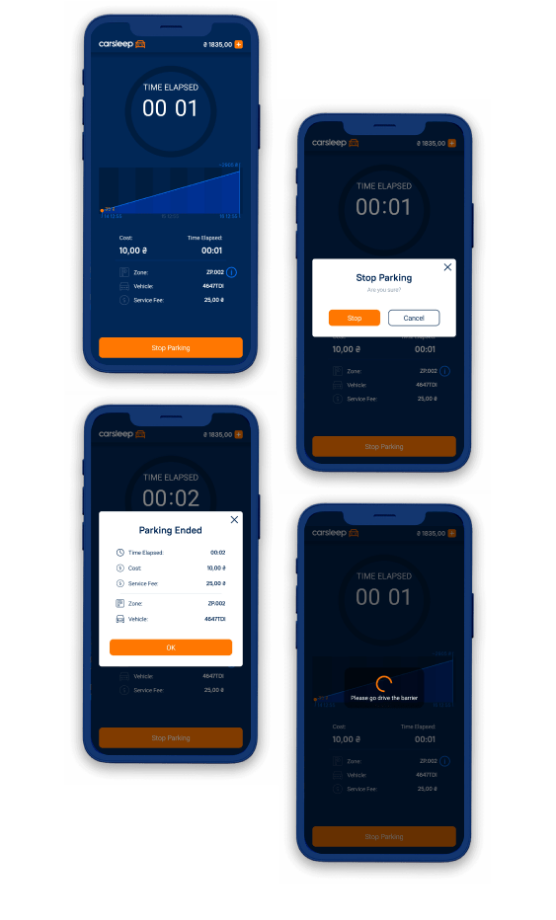 carsleep ₴ 1835,00 +
TIME ELAPSED
00 01
Cost: Time Elapsed:
10,00 ₴ 00:01
Zone: ZP.002 i
Vehicle: 4647TDI
Service Fee: 25,00 ₴
Stop Parking
carsleep ₴ 1835,00 +
TIME ELAPSED
00:01
Stop Parking
Are you sure?
Stop Cancel
10,00 ₴ 00:01
Zone: ZP.002 i
Vehicle: 4647TDI
Service Fee: 25,00 ₴
Stop Parking
carsleep ₴ 1835,00 +
TIME ELAPSED
00:02
Parking Ended
Time Elapsed: 00:02
Cost: 10,00 ₴
Service Fee: 25,00 ₴
Zone: ZP.002
Vehicle: 4647TDI
OK
Vehicle: 4647TDI
Service Fee: 25,00 ₴
Stop Parking
carsleep ₴ 1835,00 +
TIME ELAPSED
00 01
Please go drive the barrier
Cost: Time Elapsed:
10,00 ₴ 00:01
Zone: ZP.002 i
Vehicle: 4647TDI
Service Fee: 25,00 ₴
Stop Parking